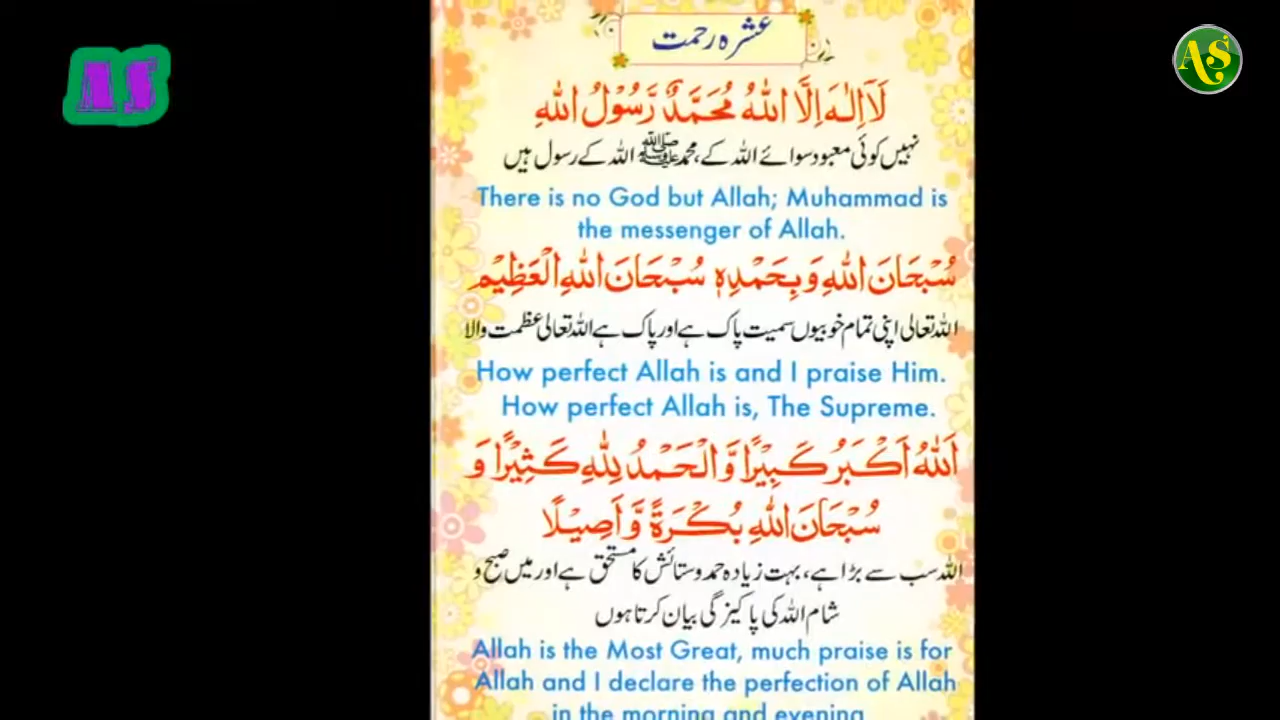 AS
AS
عشرہ رحمت
لَآ اِلٰـهَ اِلَّا اللّٰهُ مُحَمَّدٌ رَّسُوْلُ اللّٰهِ
نہیں کوئی معبود سوائے اللہ کے، محمد ﷺ اللہ کے رسول ہیں
There is no God but Allah; Muhammad is
the messenger of Allah.
سُبْحَانَ اللّٰهِ وَ بِحَمْدِهٖ سُبْحَانَ اللّٰهِ الْعَظِيْمِ
اللہ تعالی اپنی تمام خوبیوں سمیت پاک ہے اور پاک ہے اللہ تعالی عظمت والا
How perfect Allah is and I praise Him.
How perfect Allah is, The Supreme.
اَللّٰهُ اَكْبَرُ كَبِيْرًا وَّ الْحَمْدُ لِلّٰهِ كَثِيْرًا وَ
سُبْحَانَ اللّٰهِ بُكْرَةً وَّ اَصِيْلًا
اللہ سب سے بڑا ہے، بہت زیادہ حمد و ستائش کا مستحق ہے اور میں صبح و
شام اللہ کی پاکیزگی بیان کرتا ہوں
Allah is the Most Great, much praise is for
Allah and I declare the perfection of Allah
in the morning and evening